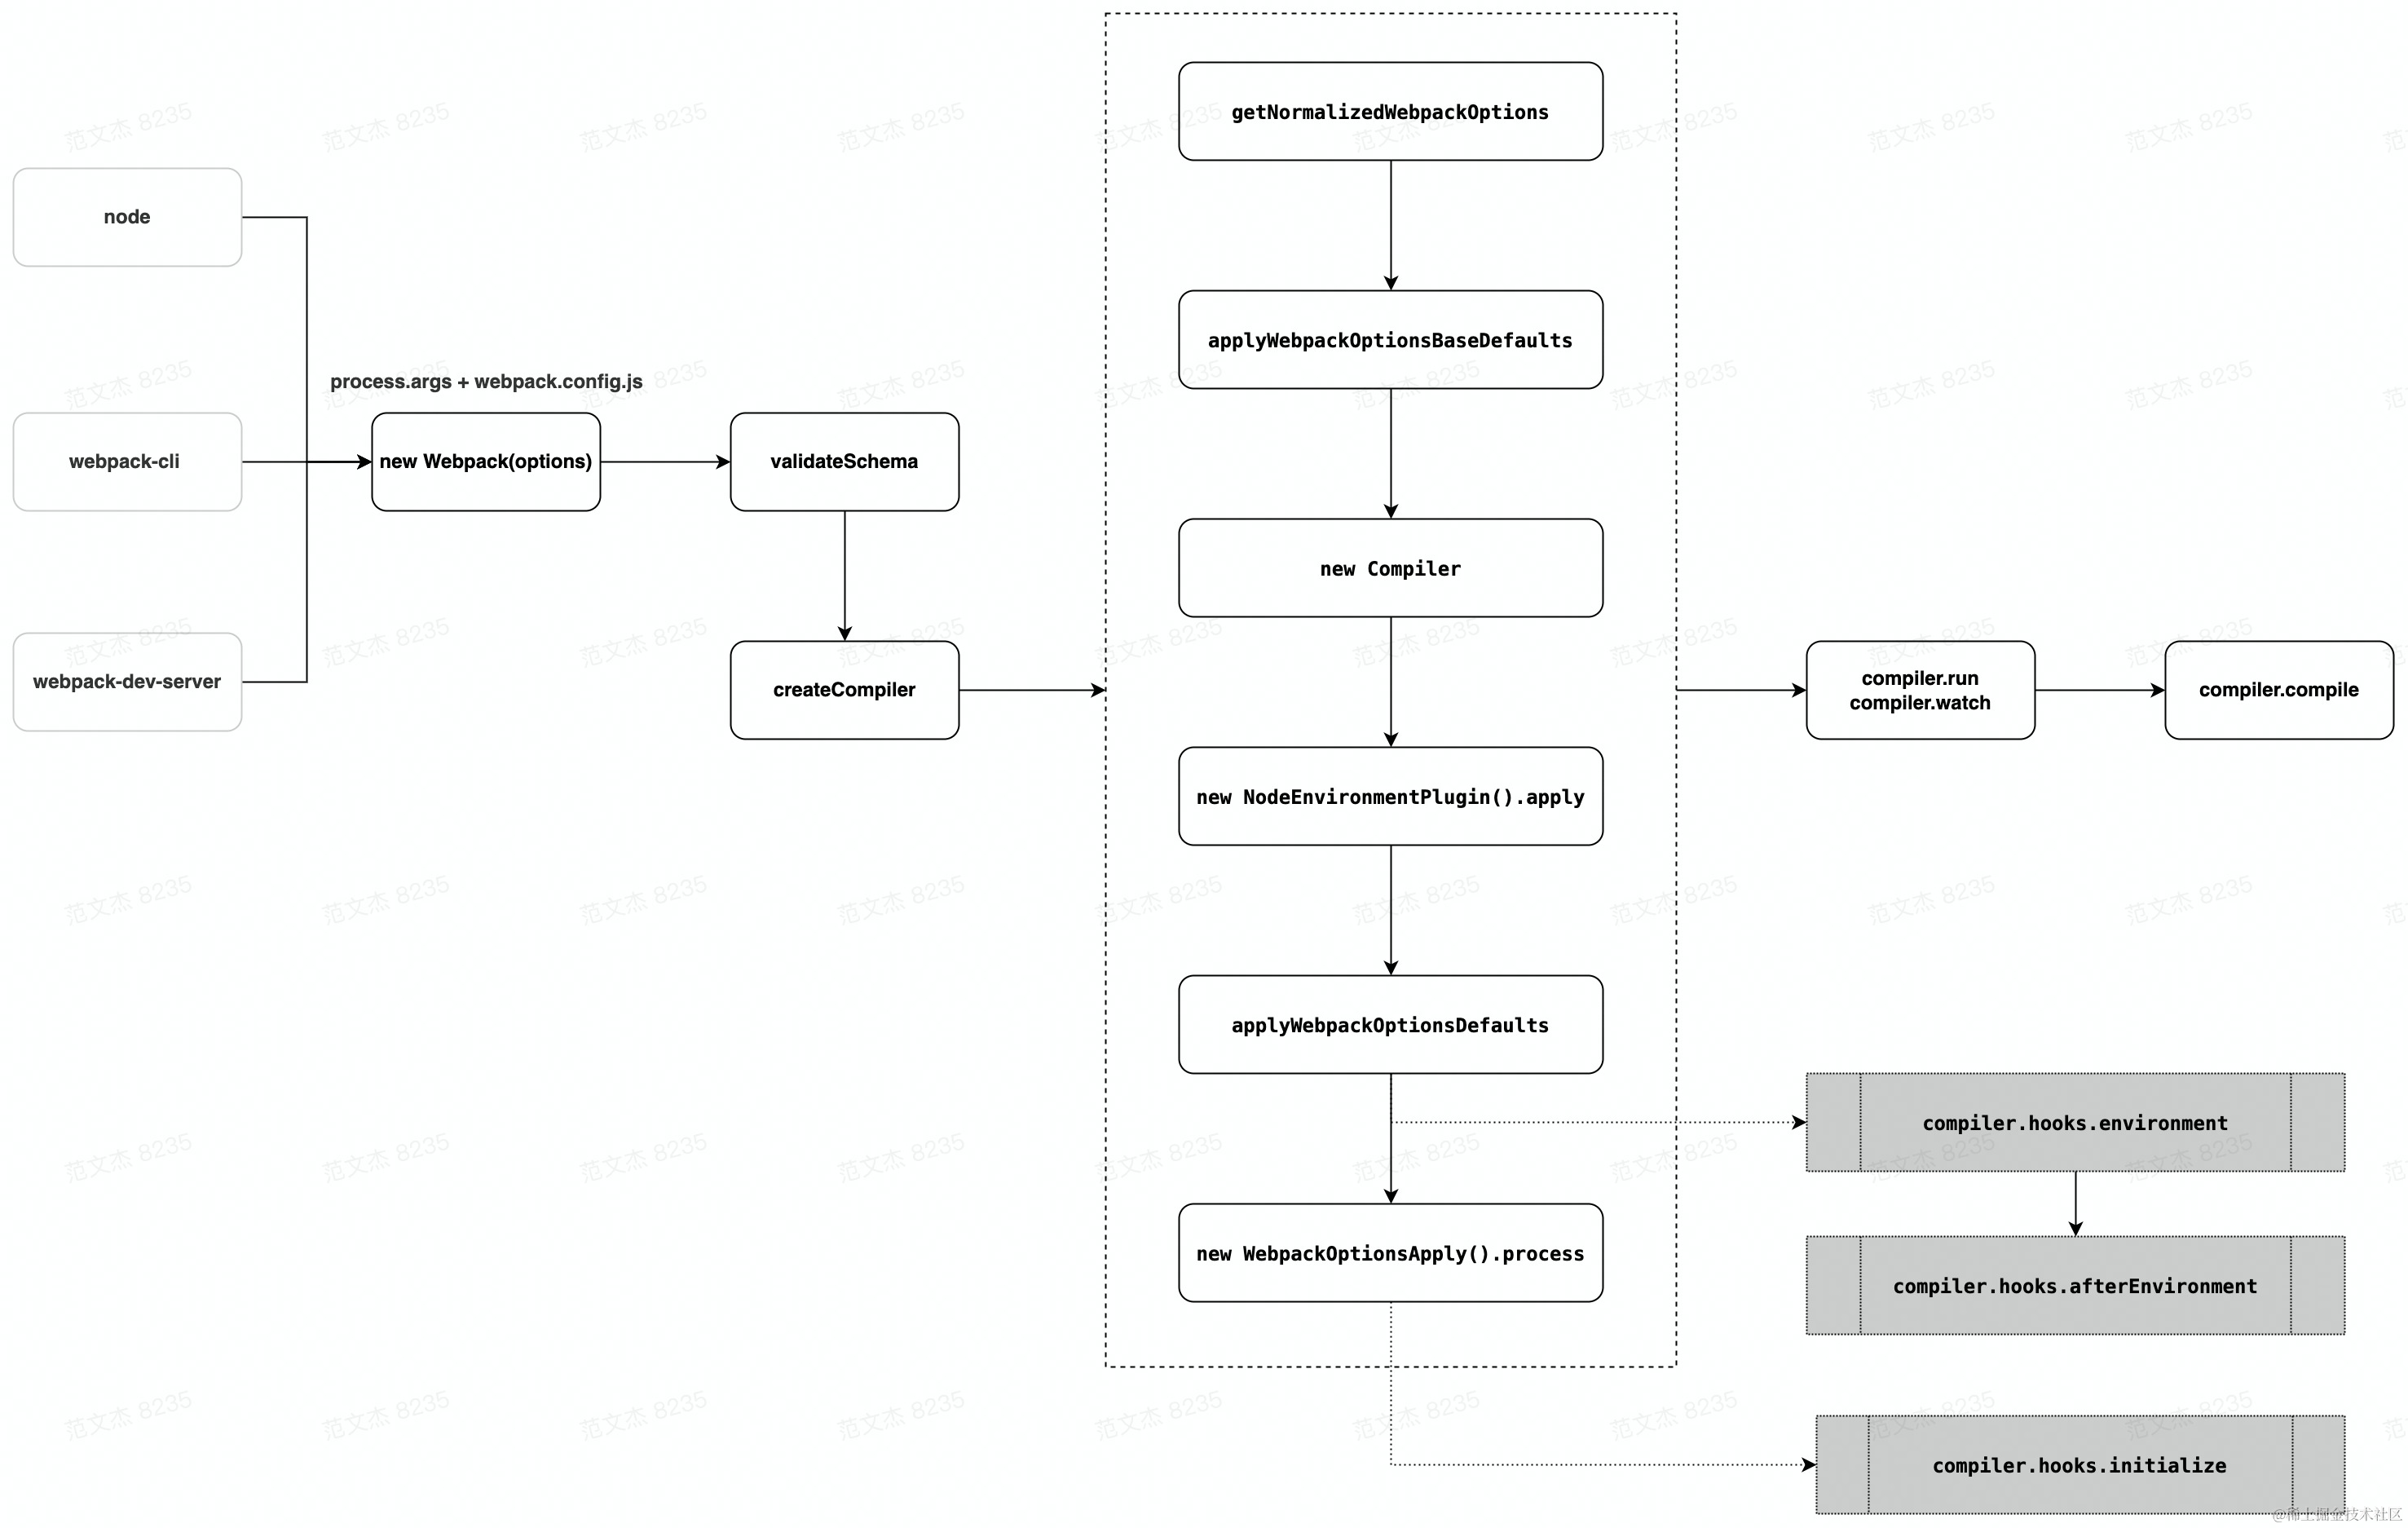 node
webpack-cli
webpack-dev-server
process.args + webpack.config.js
new Webpack(options)
validateSchema
createCompiler
getNormalizedWebpackOptions
applyWebpackOptionsBaseDefaults
new Compiler
new NodeEnvironmentPlugin().apply
applyWebpackOptionsDefaults
new WebpackOptionsApply().process
compiler.run
compiler.watch
compiler.compile
compiler.hooks.environment
compiler.hooks.afterEnvironment
compiler.hooks.initialize
范文杰 8235
@稀土掘金技术社区